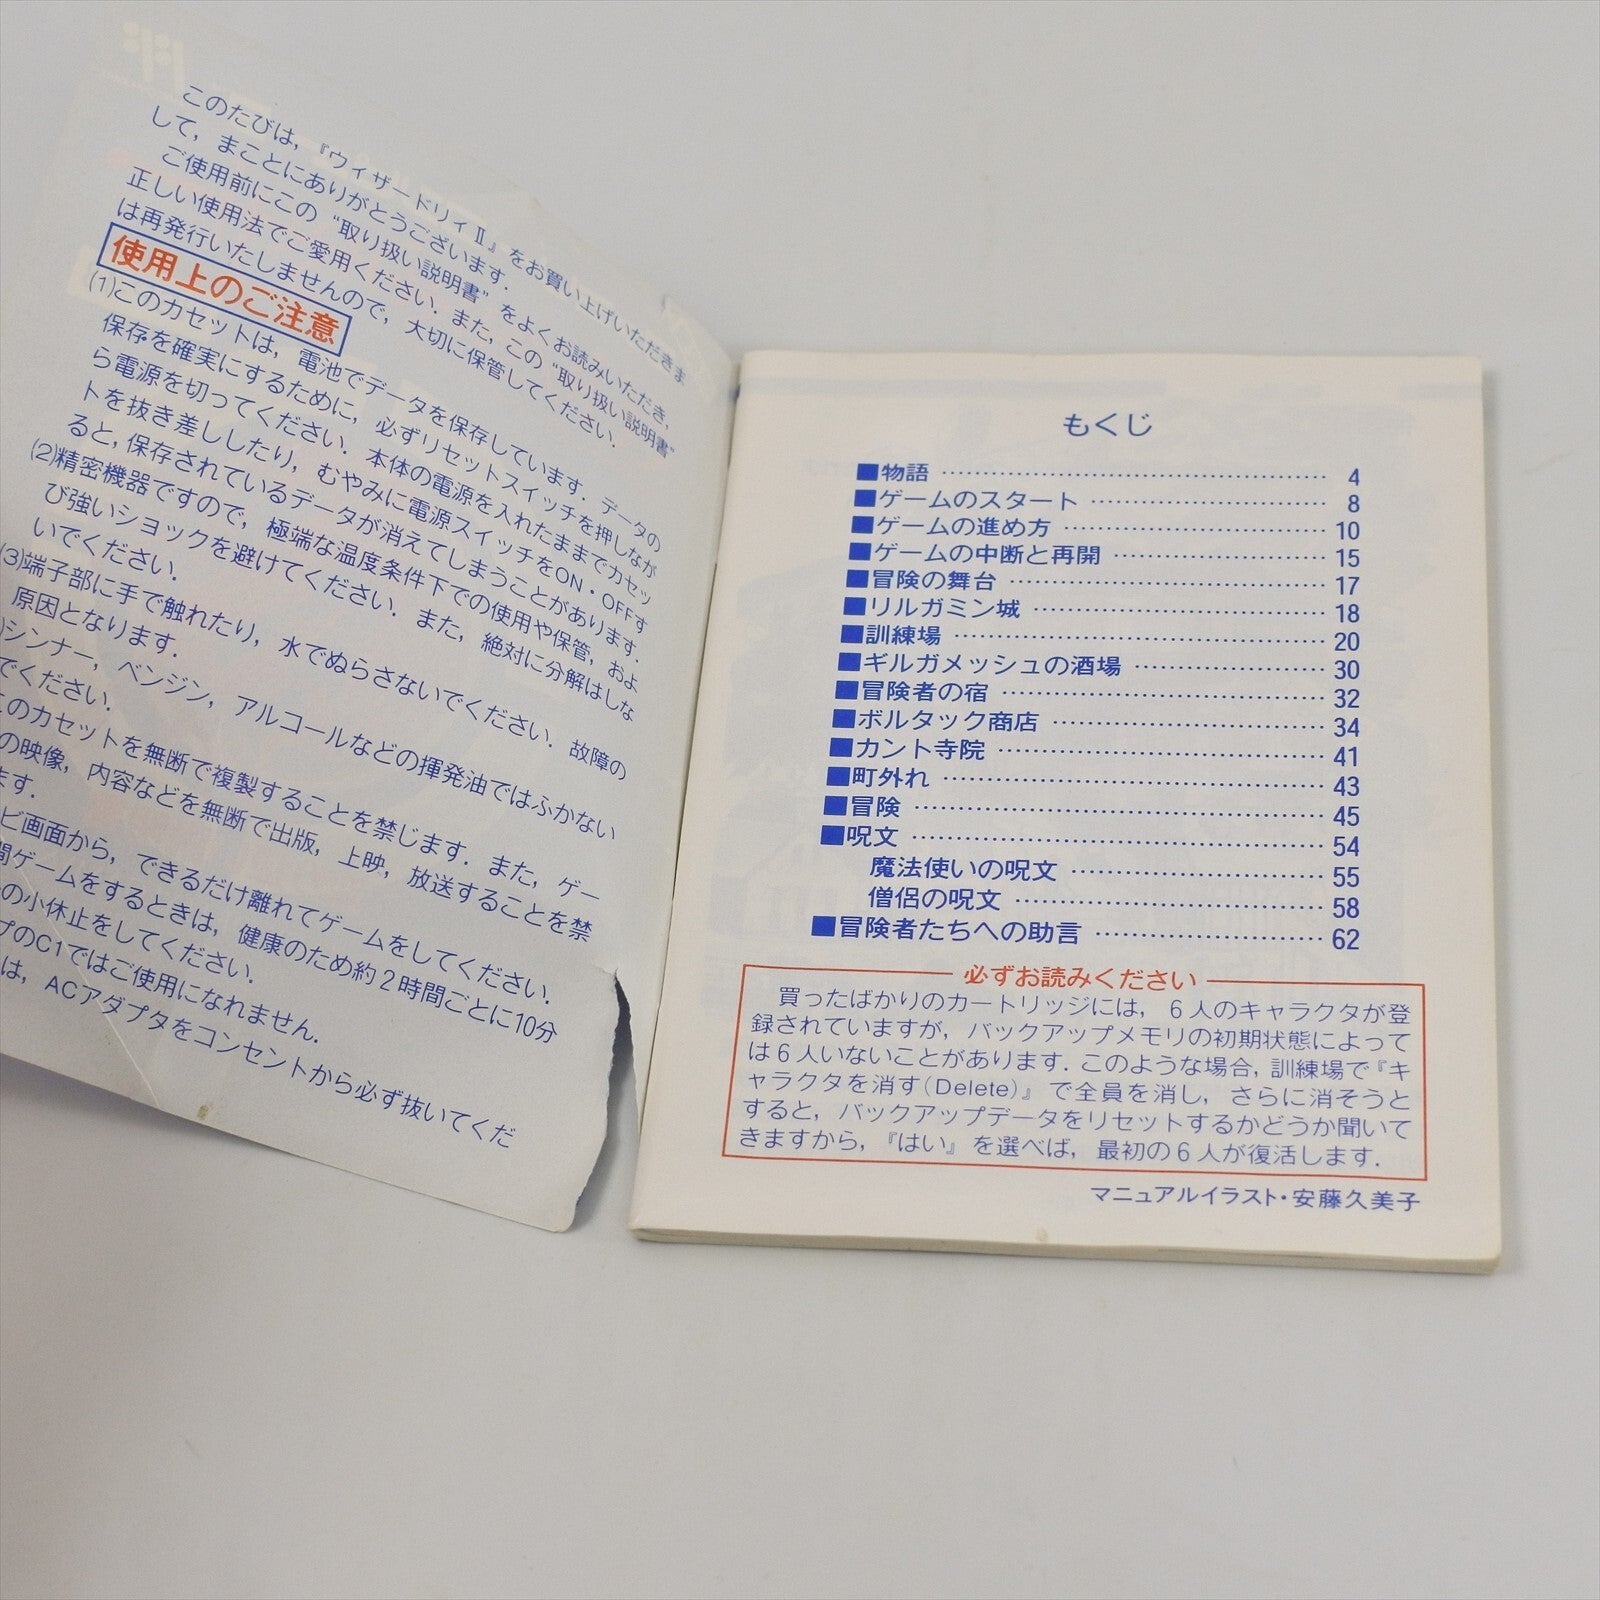 このたびは，『ウィザードリィⅡ』をお買い上げいただきま
して，まことにありがとうございます．
ご使用前にこの“取り扱い説明書”をよくお読みいただき，
正しい使用法でご愛用ください．また，この“取り扱い説明書”
は再発行いたしませんので，大切に保管してください．
使用上のご注意
(1)このカセットは，電池でデータを保存しています．データの
保存を確実にするために，必ずリセットスイッチを押しなが
ら電源を切ってください．本体の電源を入れたままでカセッ
トを抜き差ししたり，むやみに電源スイッチをON・OFFす
ると，保存されているデータが消えてしまうことがあります．
(2)精密機器ですので，極端な温度条件下での使用や保管，およ
び強いショックを避けてください．また，絶対に分解はしな
いでください．
(3)端子部に手で触れたり，水でぬらさないでください．故障の
原因となります．
)シンナー，ベンジン，アルコールなどの揮発油ではふかない
でください．
このカセットを無断で複製することを禁じます．また，ゲー
の映像，内容などを無断で出版，上映，放送することを禁
ます．
ビ画面から，できるだけ離れてゲームをしてください．
間ゲームをするときは，健康のため約2時間ごとに10分
の小休止をしてください．
プのC1ではご使用になれません．
は，ACアダプタをコンセントから必ず抜いてくだ
もくじ
■物語 …… 4
■ゲームのスタート …… 8
■ゲームの進め方 …… 10
■ゲームの中断と再開 …… 15
■冒険の舞台 …… 17
■リルガミン城 …… 18
■訓練場 …… 20
■ギルガメッシュの酒場 …… 30
■冒険者の宿 …… 32
■ボルタック商店 …… 34
■カント寺院 …… 41
■町外れ …… 43
■冒険 …… 45
■呪文 …… 54
魔法使いの呪文 …… 55
僧侶の呪文 …… 58
■冒険者たちへの助言 …… 62
必ずお読みください
買ったばかりのカートリッジには，6人のキャラクタが登
録されていますが，バックアップメモリの初期状態によって
は6人いないことがあります．このような場合，訓練場で『キ
ャラクタを消す(Delete)』で全員を消し，さらに消そうと
すると，バックアップデータをリセットするかどうか聞いて
きますから，『はい』を選べば，最初の6人が復活します．
マニュアルイラスト・安藤久美子